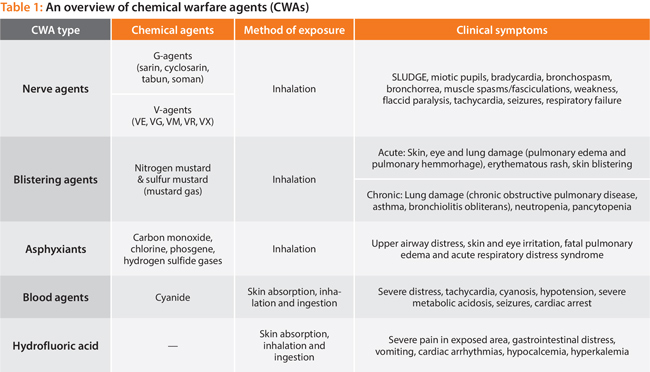 Table 1: An overview of chemical warfare agents (CWAs)
CWA type
Chemical agents
Method of exposure
Clinical symptoms
Nerve agents
G-agents
(sarin, cyclosarin,
tabun, soman)
V-agents
(VE, VG, VM, VR, VX)
Inhalation
SLUDGE, miotic pupils, bradycardia, bronchospasm,
bronchorrea, muscle spasms/fasciculations, weakness,
flaccid paralysis, tachycardia, seizures, respiratory failure
Blistering agents
Nitrogen mustard
& sulfur mustard
(mustard gas)
Inhalation
Acute: Skin, eye and lung damage (pulmonary edema and
pulmonary hemmorhage), erythematous rash, skin blistering
Chronic: Lung damage (chronic obstructive pulmonary disease,
asthma, bronchiolitis obliterans), neutropenia, pancytopenia
Asphyxiants
Carbon monoxide,
chlorine, phosgene,
hydrogen sulfide gases
Inhalation
Upper airway distress, skin and eye irritation, fatal pulmonary
edema and acute respiratory distress syndrome
Blood agents
Cyanide
Skin absorption, inha-
lation and ingestion
Severe distress, tachycardia, cyanosis, hypotension, severe
metabolic acidosis, seizures, cardiac arrest
Hydrofluoric acid
—
Skin absorption,
inhalation and
ingestion
Severe pain in exposed area, gastrointestinal distress,
vomiting, cardiac arrhythmias, hypocalcemia, hyperkalemia